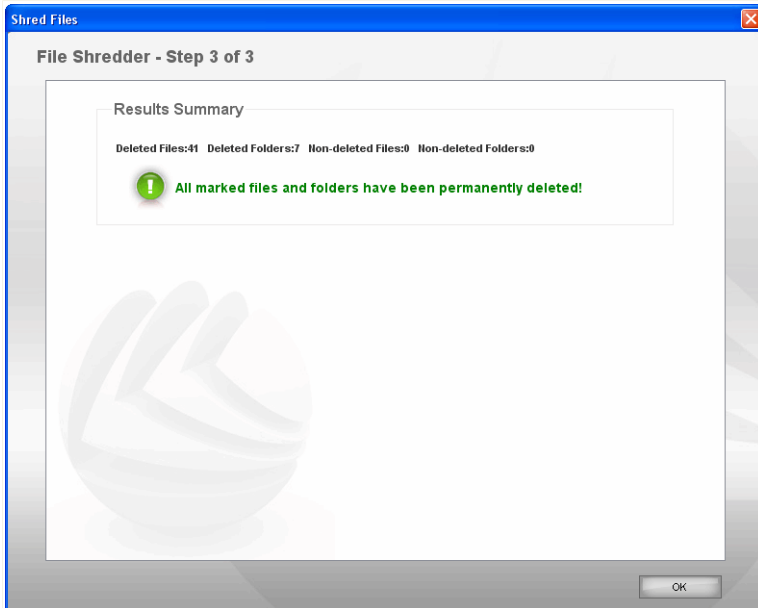 Shred Files
File Shredder - Step 3 of 3
Results Summary
Deleted Files:41 Deleted Folders:7 Non-deleted Files:0 Non-deleted Folders:0
All marked files and folders have been permanently deleted!
OK